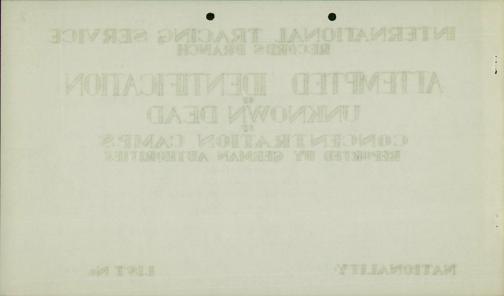 INTERNATIONAL TRACING SERVICE
RECORDS BRANCH
ATTEMPTED IDENTIFICATION
OF
UNKNOWN DEAD
IN
CONCENTRATION CAMPS
REPORTED BY GERMAN AUTHORITIES
NATIONALITY LIST No